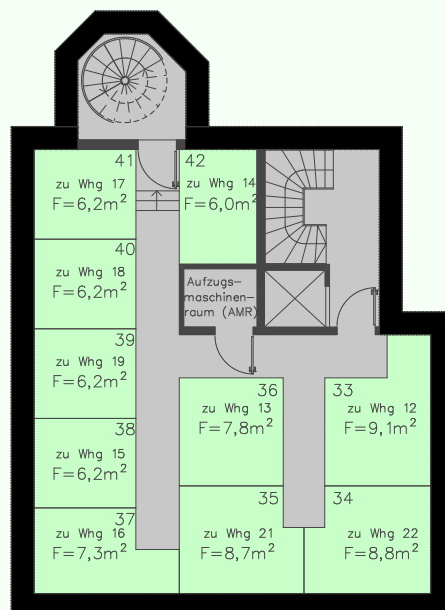 41
zu Whg 17
F=6,2m²
42
zu Whg 14
F=6,0m²
40
zu Whg 18
F=6,2m²
Aufzugs-
maschinen-
raum (AMR)
39
zu Whg 19
F=6,2m²
36
zu Whg 13
F=7,8m²
33
zu Whg 12
F=9,1m²
38
zu Whg 15
F=6,2m²
37
zu Whg 16
F=7,3m²
35
zu Whg 21
F=8,7m²
34
zu Whg 22
F=8,8m²